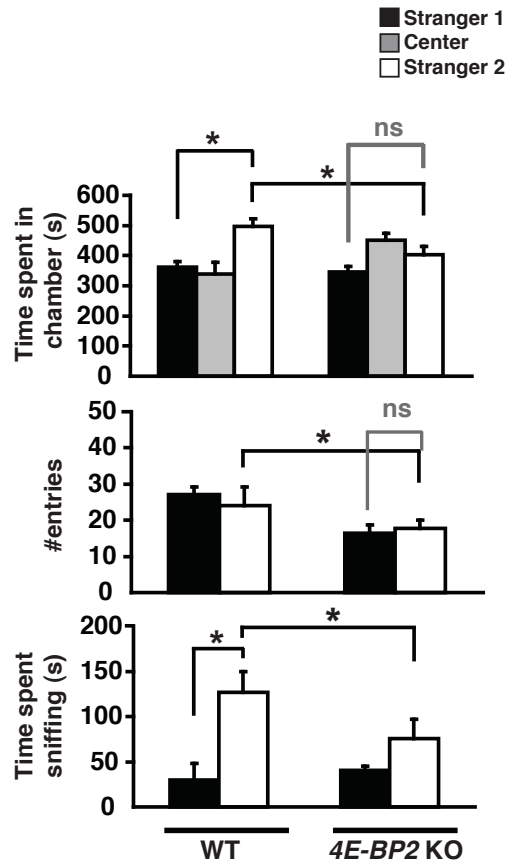 Stranger 1
Center
Stranger 2
ns
*
*
Time spent in
chamber (s)
600
500
400
300
200
100
0
ns
*
#entries
50
40
30
20
10
0
*
*
Time spent
sniffing (s)
200
150
100
50
0
WT
4E-BP2 KO